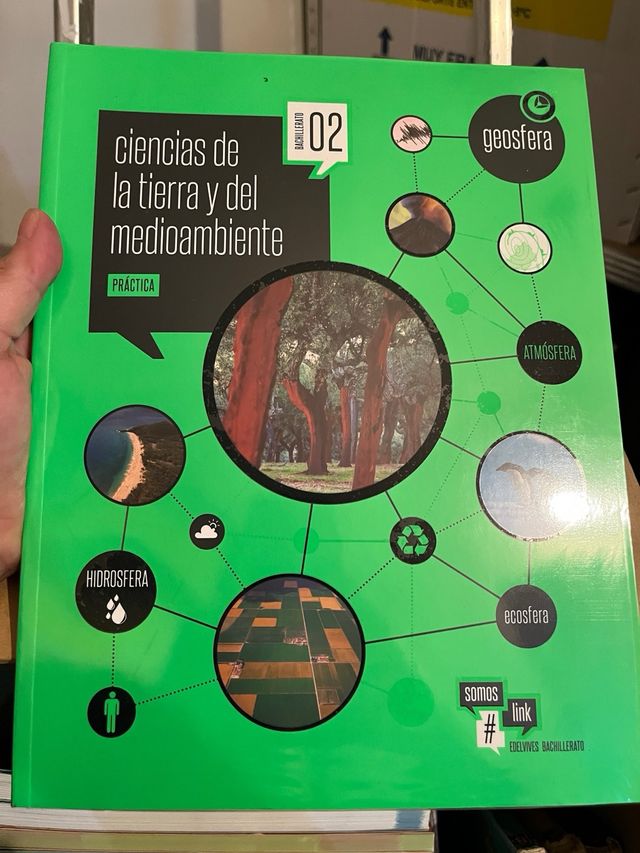 ciencias de
la tierra y del
medioambiente
PRÁCTICA
BACHILLERATO
02
geosfera
ATMÓSFERA
HIDROSFERA
ecosfera
somos
#
link
EDELVIVES BACHILLERATO